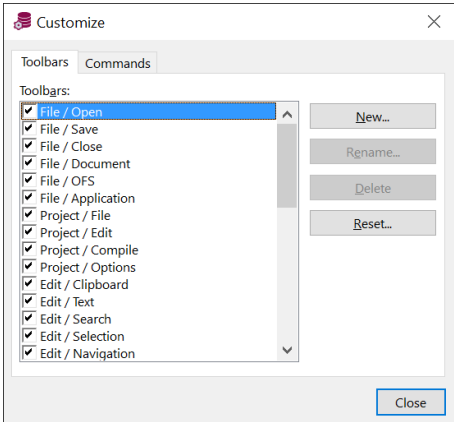 Customize
Toolbars
Commands
Toolbars:
File / Open
File / Save
File / Close
File / Document
File / OFS
File / Application
Project / File
Project / Edit
Project / Compile
Project / Options
Edit / Clipboard
Edit / Text
Edit / Search
Edit / Selection
Edit / Navigation
New...
Rename...
Delete
Reset...
Close